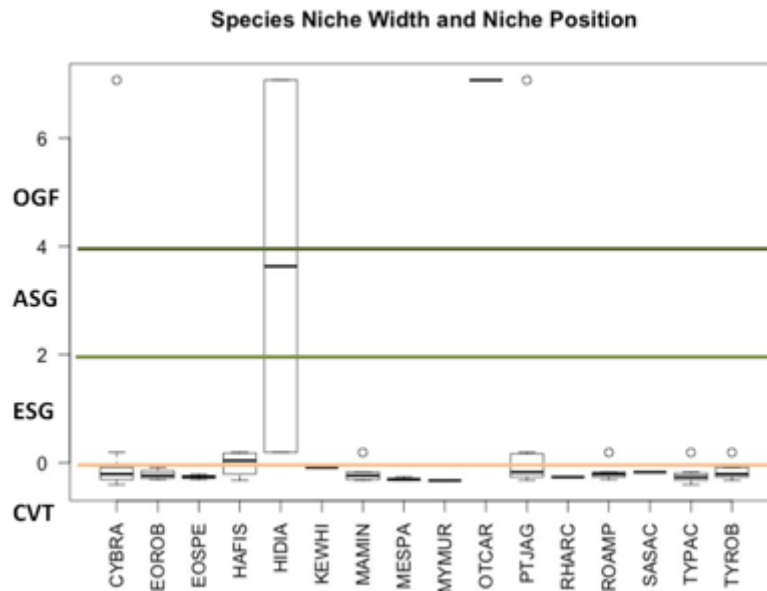 Species Niche Width and Niche Position
6
OGF
4
ASG
2
ESG
0
CVT
CYBRA
EOROB
EOSPE
HAFIS
HIDIA
KEWHI
MAMIN
MESPA
MYMUR
OTCAR
PTJAG
RHARC
ROAMP
SASAC
TYPAC
TYROB